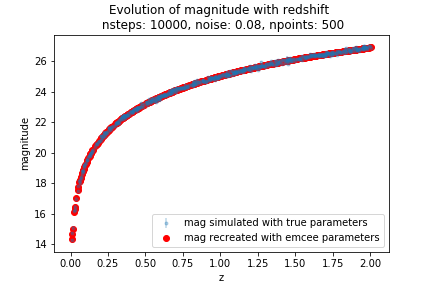 Evolution of magnitude with redshift
nsteps: 10000, noise: 0.08, npoints: 500
magnitude
26
24
22
20
18
16
14
mag simulated with true parameters
mag recreated with emcee parameters
0.00 0.25 0.50 0.75 1.00 1.25 1.50 1.75 2.00
z